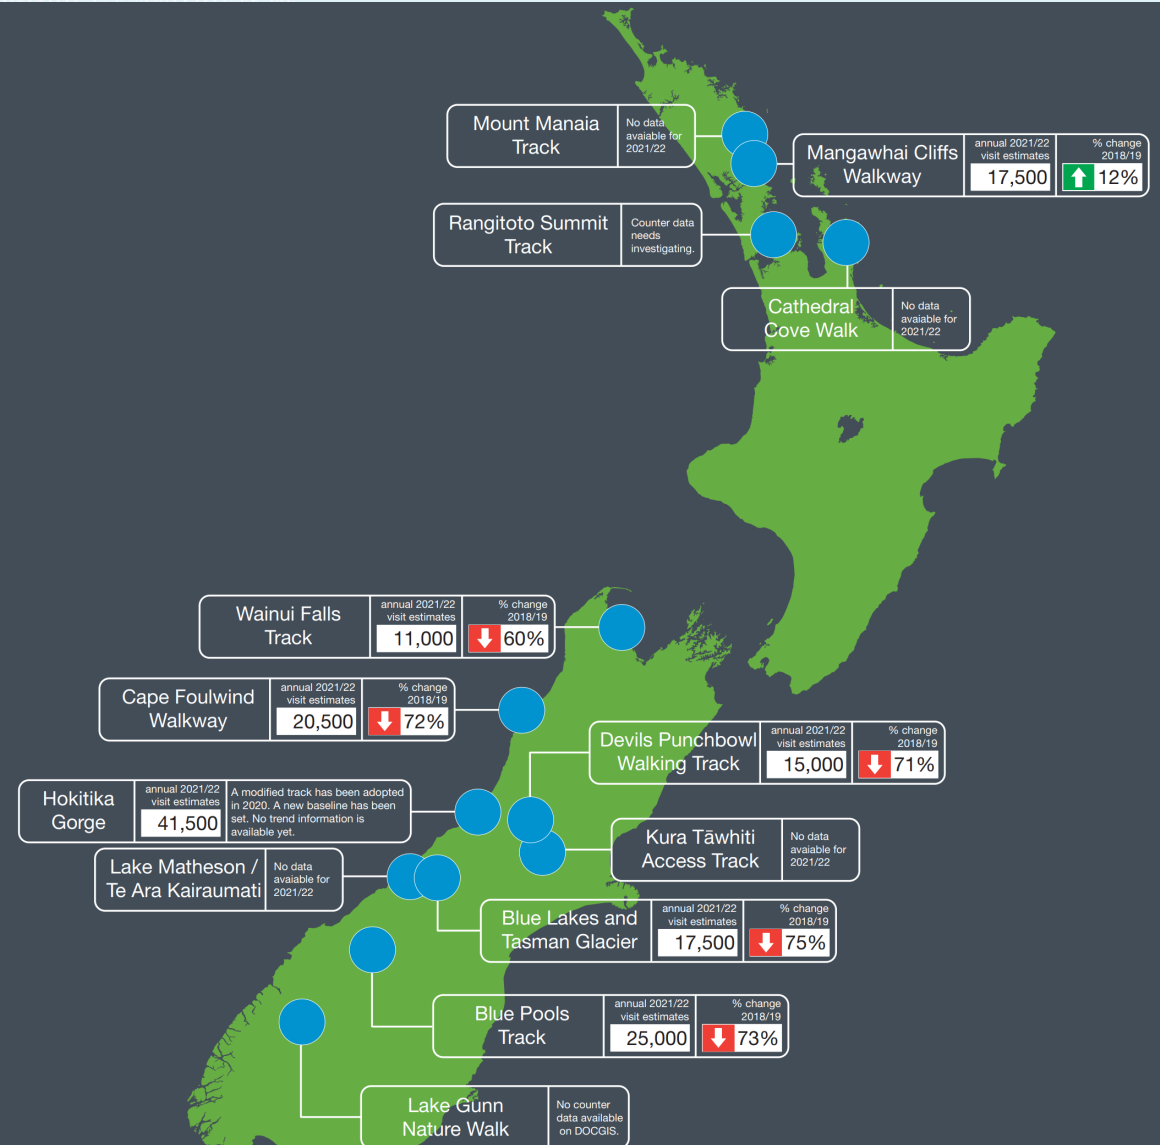 Mount Manaia
Track
No data
avaiable for
2021/22
Mangawhai Cliffs
Walkway
annual 2021/22
visit estimates
17,500
% change
2018/19
12%
Rangitoto Summit
Track
Counter data
needs
investigating.
Cathedral
Cove Walk
No data
avaiable for
2021/22
Wainui Falls
Track
annual 2021/22
visit estimates
11,000
% change
2018/19
60%
Cape Foulwind
Walkway
annual 2021/22
visit estimates
20,500
% change
2018/19
72%
Devils Punchbowl
Walking Track
annual 2021/22
visit estimates
15,000
% change
2018/19
71%
Hokitika
Gorge
annual 2021/22
visit estimates
41,500
A modified track has been adopted
in 2020. A new baseline has been
set. No trend information is
available yet.
Kura Tāwhiti
Access Track
No data
avaiable for
2021/22
Lake Matheson /
Te Ara Kairaumati
No data
avaiable for
2021/22
Blue Lakes and
Tasman Glacier
annual 2021/22
visit estimates
17,500
% change
2018/19
75%
Blue Pools
Track
annual 2021/22
visit estimates
25,000
% change
2018/19
73%
Lake Gunn
Nature Walk
No counter
data available
on DOCGIS.